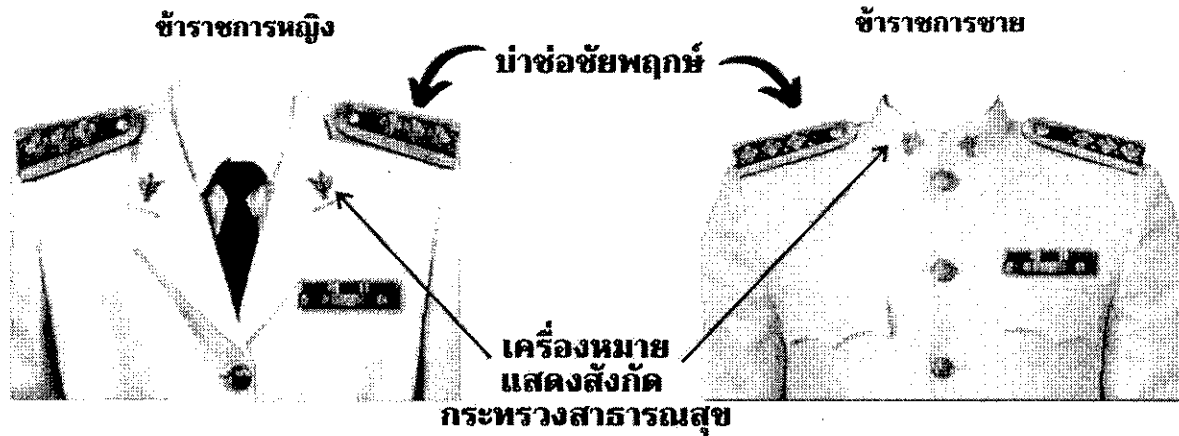 ข้าราชการหญิง
ข้าราชการชาย
บ่าช่อชัยพฤกษ์
เครื่องหมาย
แสดงสังกัด
กระทรวงสาธารณสุข